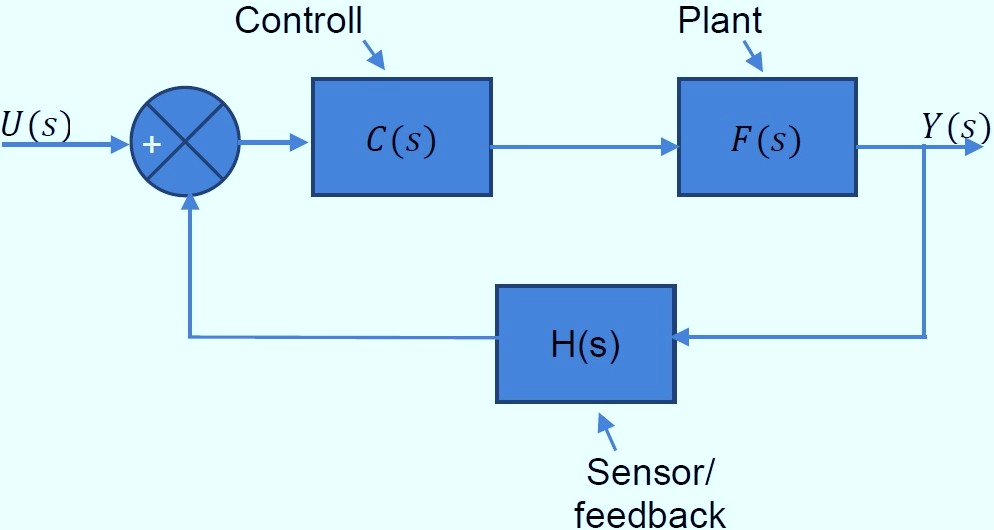 Controll
Plant
U(s)
+
C(s)
F(s)
Y(s)
H(s)
Sensor/
feedback